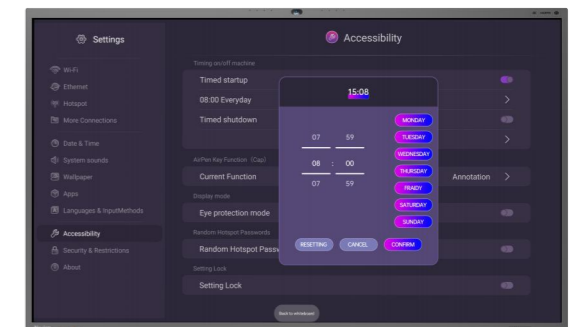 Settings
Accessibility
Wi-Fi
Ethernet
Hotspot
More Connections
Date & Time
System sounds
Wallpaper
Apps
Languages & InputMethods
Accessibility
Security & Restrictions
About
Timing on/off machine
Timed startup
08:00 Everyday
Timed shutdown
AirPen Key Function (Cap)
Current Function
Annotation
Display mode
Eye protection mode
Random Hotspot Passwords
Random Hotspot Passw
Setting Lock
Setting Lock
15:08
07 59
08 : 00
07 59
MONDAY
TUESDAY
WEDNESDAY
THURSDAY
FRAIDY
SATURDAY
SUNDAY
RESETTING
CANCEL
CONFIRM
Back to whiteboard